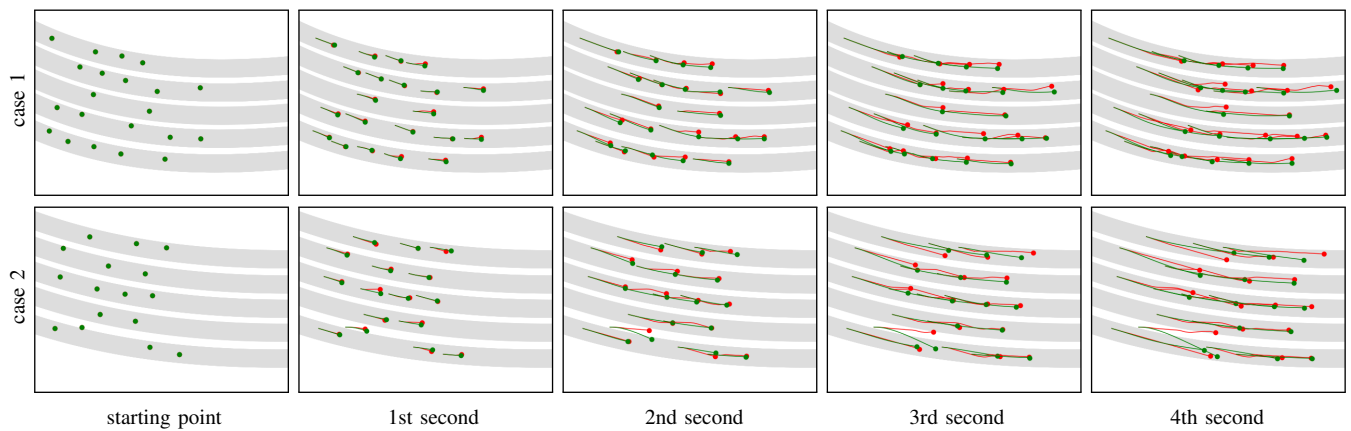 case 1
case 2
starting point
1st second
2nd second
3rd second
4th second